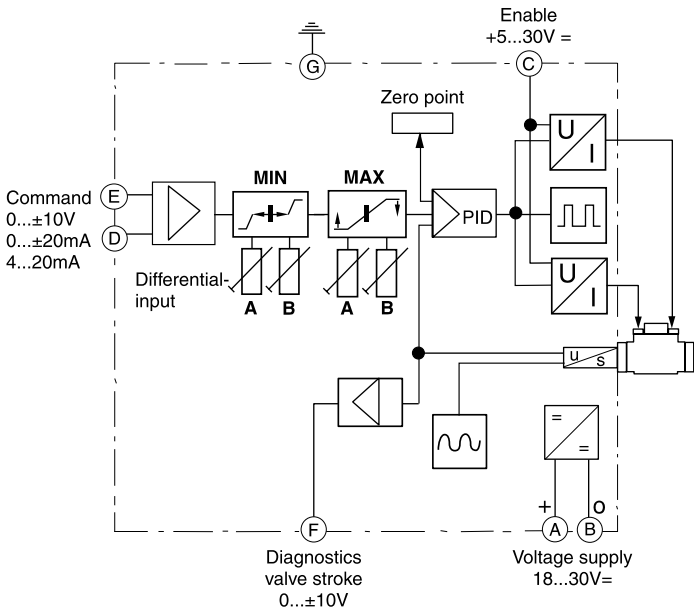 Enable
+5...30V =
G
C
Zero point
U
I
MIN
MAX
E
Command
0...±10V
D
0...±20mA
4...20mA
PID
Differential-
input
A
B
A
B
U
I
u
s
=
=
+
o
F
A
B
Diagnostics
valve stroke
0...±10V
Voltage supply
18...30V=